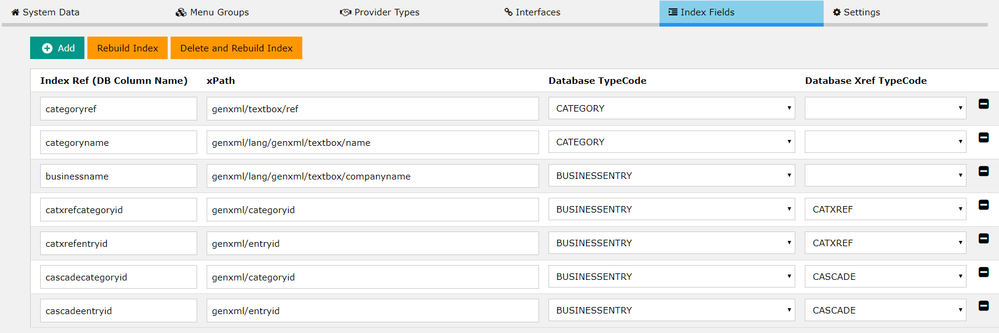 System Data Menu Groups Provider Types Interfaces Index Fields Settings
Add Rebuild Index Delete and Rebuild Index
Index Ref (DB Column Name) xPath Database TypeCode Database Xref TypeCode
categoryref genxml/textbox/ref CATEGORY
categoryname genxml/lang/genxml/textbox/name CATEGORY
businessname genxml/lang/genxml/textbox/companyname BUSINESSENTRY
catxrefcategoryid genxml/categoryid BUSINESSENTRY CATXREF
catxrefentryid genxml/entryid BUSINESSENTRY CATXREF
cascadecategoryid genxml/categoryid BUSINESSENTRY CASCADE
cascadeentryid genxml/entryid BUSINESSENTRY CASCADE